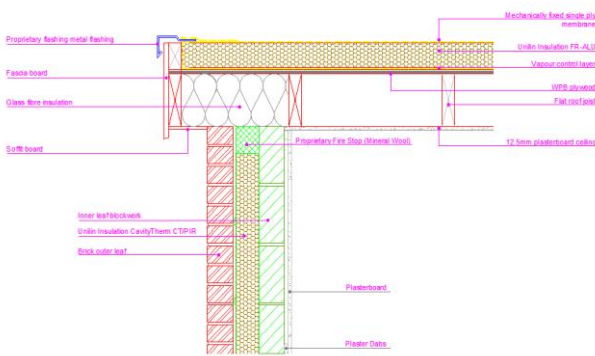 Mechanically fixed single ply
membrane
Proprietary flashing metal flashing
Unilin Insulation FR-ALU
Vapour control layer
Fascia board
WPB plywood
Glass fibre insulation
Flat roof joist
Proprietary Fire Stop (Mineral Wool)
12.5mm plasterboard ceiling
Soffit board
Inner leaf blockwork
Unilin Insulation CavityTherm CT/PIR
Brick outer leaf
Plasterboard
Plaster Dabs